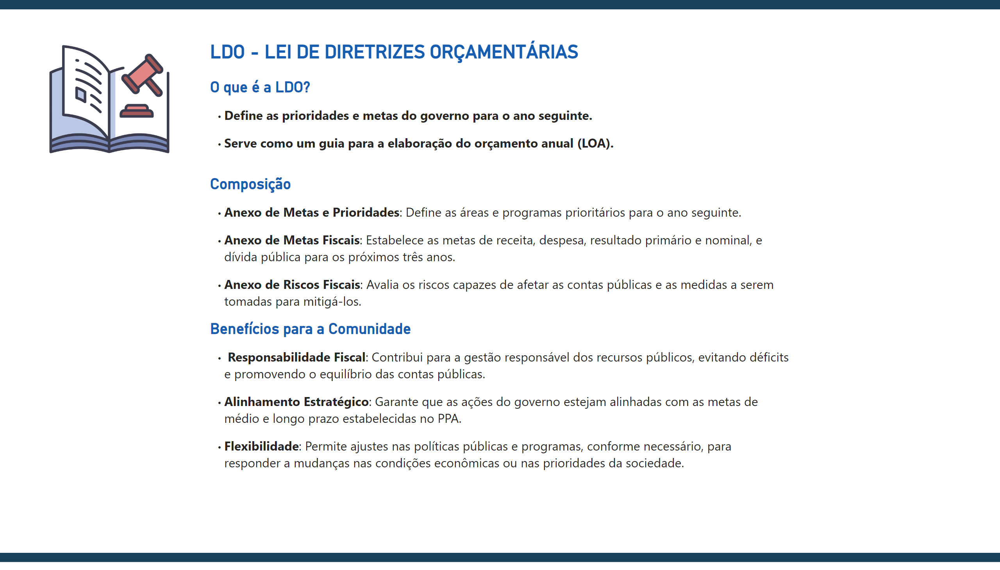 LDO - LEI DE DIRETRIZES ORÇAMENTÁRIAS
O que é a LDO?
• Define as prioridades e metas do governo para o ano seguinte.
• Serve como um guia para a elaboração do orçamento anual (LOA).
Composição
• Anexo de Metas e Prioridades: Define as áreas e programas prioritários para o ano seguinte.
• Anexo de Metas Fiscais: Estabelece as metas de receita, despesa, resultado primário e nominal, e
dívida pública para os próximos três anos.
• Anexo de Riscos Fiscais: Avalia os riscos capazes de afetar as contas públicas e as medidas a serem
tomadas para mitigá-los.
Benefícios para a Comunidade
• Responsabilidade Fiscal: Contribui para a gestão responsável dos recursos públicos, evitando déficits
e promovendo o equilíbrio das contas públicas.
• Alinhamento Estratégico: Garante que as ações do governo estejam alinhadas com as metas de
médio e longo prazo estabelecidas no PPA.
• Flexibilidade: Permite ajustes nas políticas públicas e programas, conforme necessário, para
responder a mudanças nas condições econômicas ou nas prioridades da sociedade.